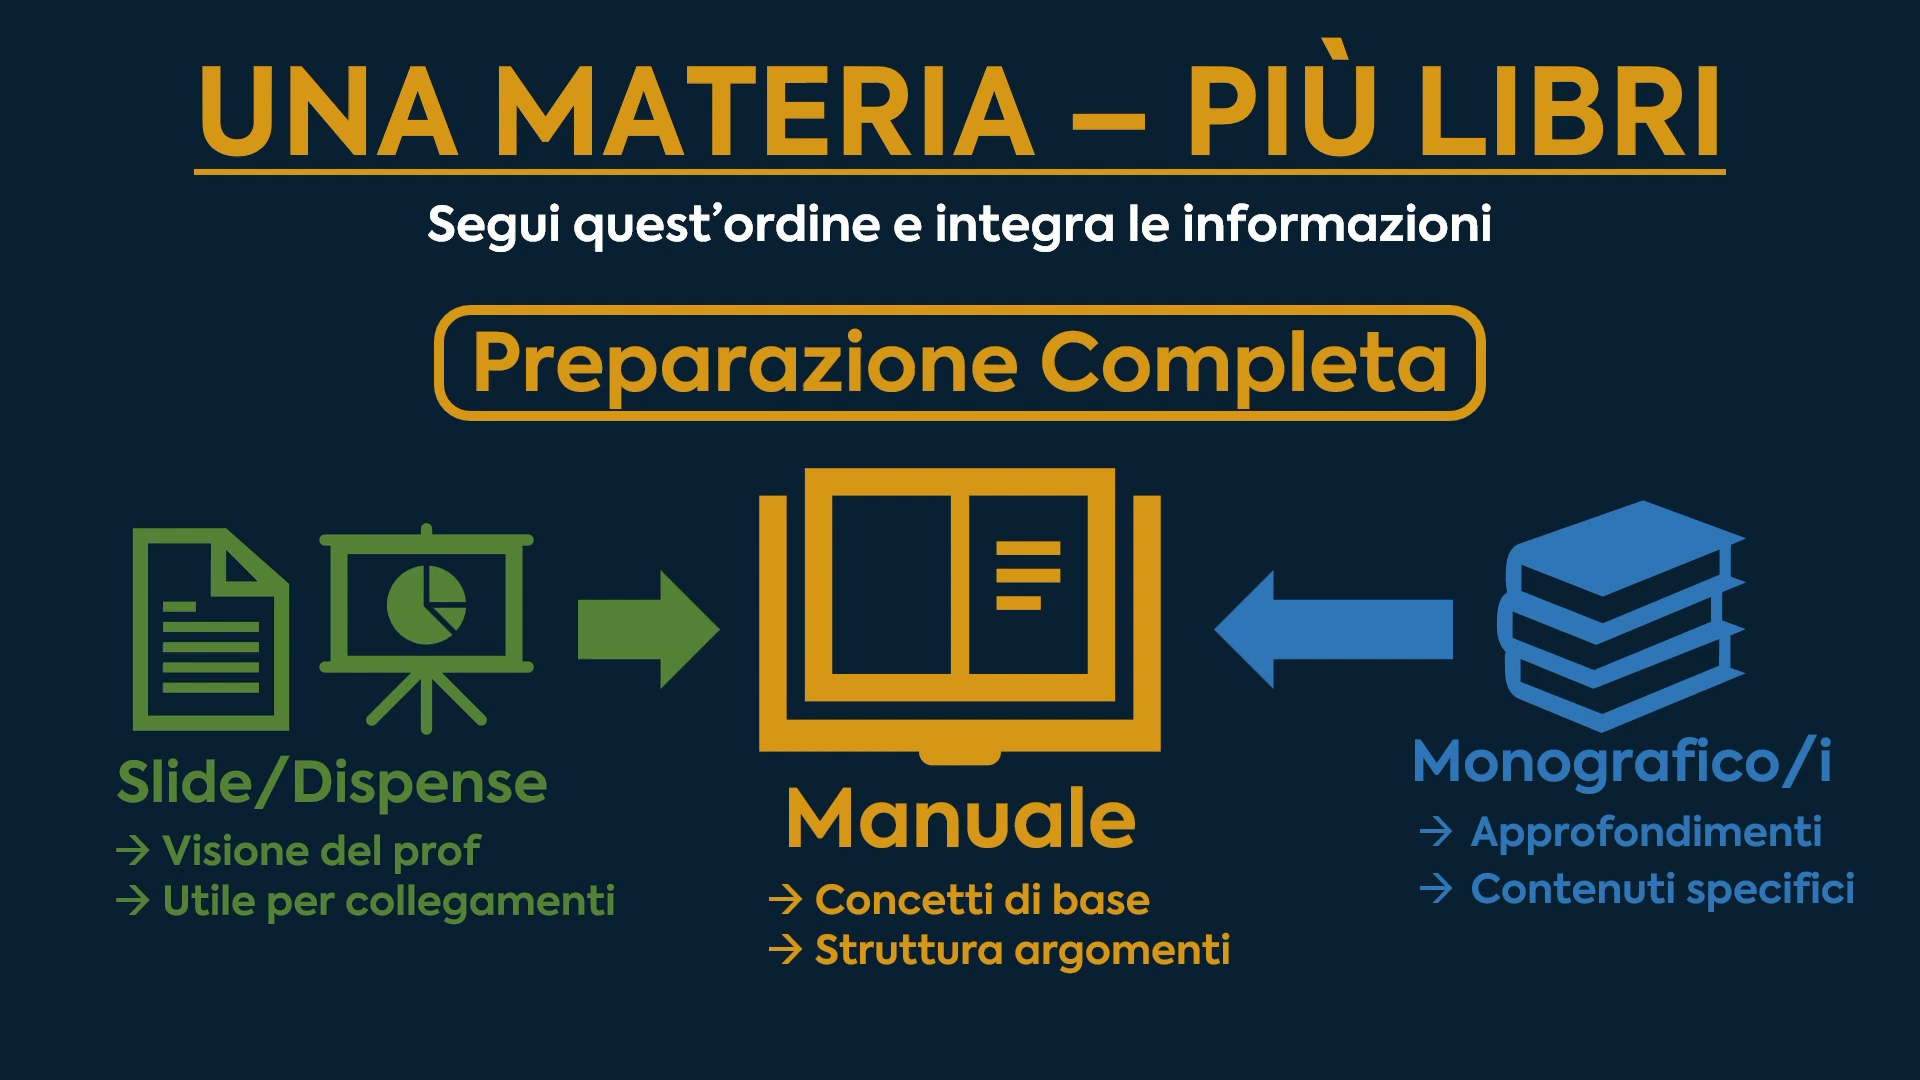 UNA MATERIA – PIÙ LIBRI
Segui quest’ordine e integra le informazioni
Preparazione Completa
Slide/Dispense
→ Visione del prof
→ Utile per collegamenti
Manuale
→ Concetti di base
→ Struttura argomenti
Monografico/i
→ Approfondimenti
→ Contenuti specifici